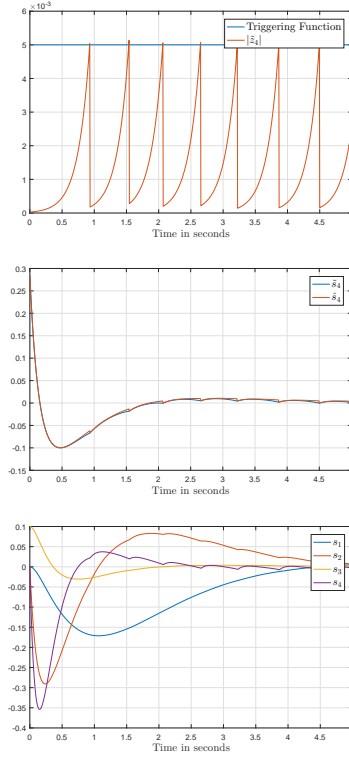 ×10⁻³
6
Triggering Function
5
|z̃₄|
4
3
2
1
0
0 0.5 1 1.5 2 2.5 3 3.5 4 4.5
Time in seconds
0.3
0.25
0.2
0.15
0.1
0.05
0
-0.05
-0.1
-0.15
0 0.5 1 1.5 2 2.5 3 3.5 4 4.5
Time in seconds
0.1
s₁
0.05
s₂
0
s₃
-0.05
s₄
-0.1
-0.15
-0.2
-0.25
-0.3
-0.35
-0.4
0 0.5 1 1.5 2 2.5 3 3.5 4 4.5
Time in seconds